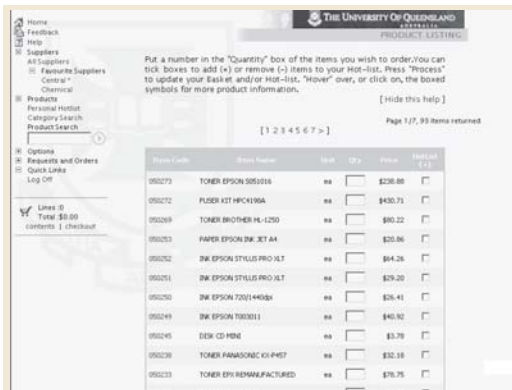 Home
Feedback
Help
Suppliers
All Suppliers
Favourite Suppliers
Central *
Chemical
Products
Personal Hotlist
Category Search
Product Search
Options
Requests and Orders
Quick Links
Log Off
Lines :0
Total :$0.00
contents | checkout
THE UNIVERSITY OF QUEENSLAND
AUSTRALIA
PRODUCT LISTING
Put a number in the "Quantity" box of the items you wish to order.You can
tick boxes to add (+) or remove (-) items to your Hot-list. Press "Process"
to update your Basket and/or Hot-list. "Hover" over, or click on, the boxed
symbols for more product information.
[ Hide this help ]
Page 1/7, 93 items returned
[ 1 2 3 4 5 6 7 > ]
Item Code Item Name Unit Qty Price HotList (+)
050273 TONER EPSON S051016 ea $238.88
050272 FUSER KIT HPC4198A ea $430.71
050269 TONER BROTHER HL-1250 ea $80.22
050253 PAPER EPSON INK JET A4 ea $20.86
050252 INK EPSON STYLUS PRO XLT ea $64.26
050251 INK EPSON STYLUS PRO XLT ea $29.20
050250 INK EPSON 720/1440dpi ea $26.41
050249 INK EPSON T003011 ea $40.92
050245 DESK CD MINI ea $3.70
050238 TONER PANASONIC KX-P457 ea $32.18
050233 TONER EPX REMANUFACTURED ea $78.75